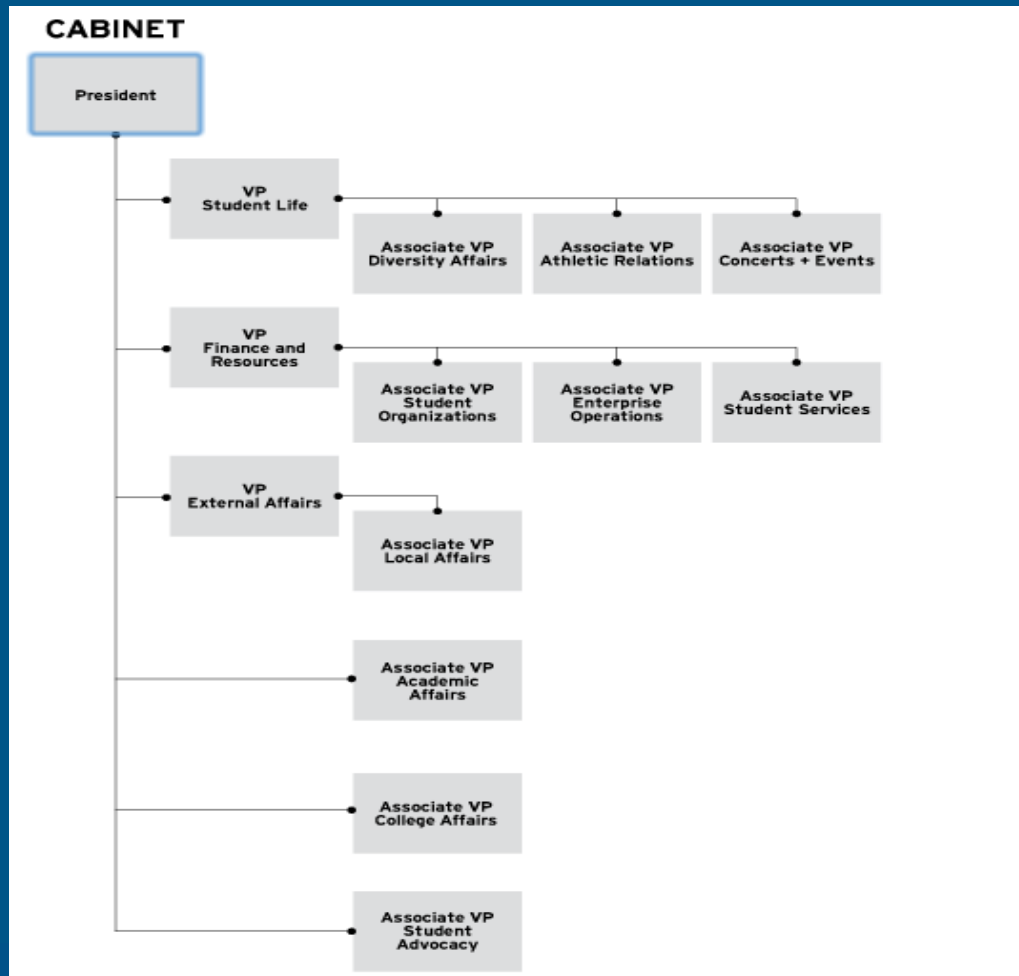 CABINET
President
VP
Student Life
Associate VP
Diversity Affairs
Associate VP
Athletic Relations
Associate VP
Concerts + Events
VP
Finance and
Resources
Associate VP
Student
Organizations
Associate VP
Enterprise
Operations
Associate VP
Student Services
VP
External Affairs
Associate VP
Local Affairs
Associate VP
Academic
Affairs
Associate VP
College Affairs
Associate VP
Student
Advocacy